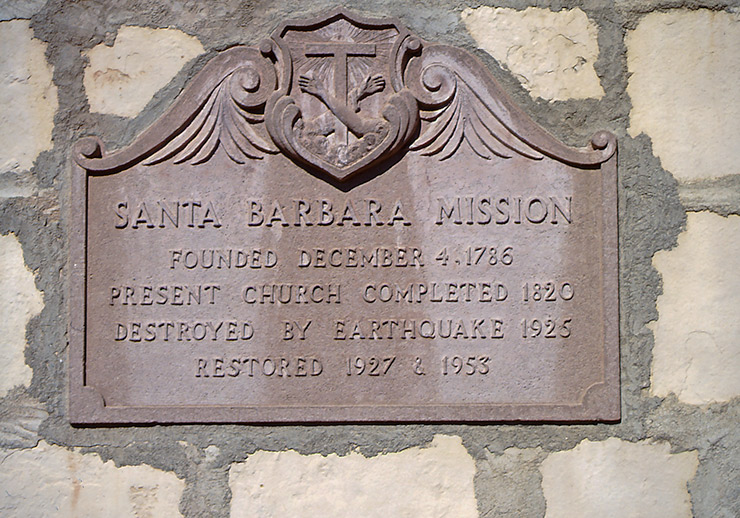 SANTA BARBARA MISSION
FOUNDED DECEMBER 4, 1786
PRESENT CHURCH COMPLETED 1820
DESTROYED BY EARTHQUAKE 1925
RESTORED 1927 & 1953